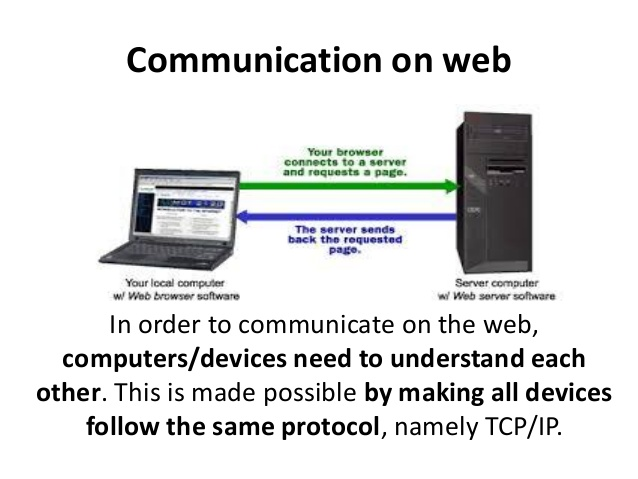 Communication on web
Your browser
connects to a server
and requests a page.
The server sends
back the requested
page.
Your local computer
w/ Web browser software
Server computer
w/ Web server software
In order to communicate on the web,
computers/devices need to understand each
other. This is made possible by making all devices
follow the same protocol, namely TCP/IP.